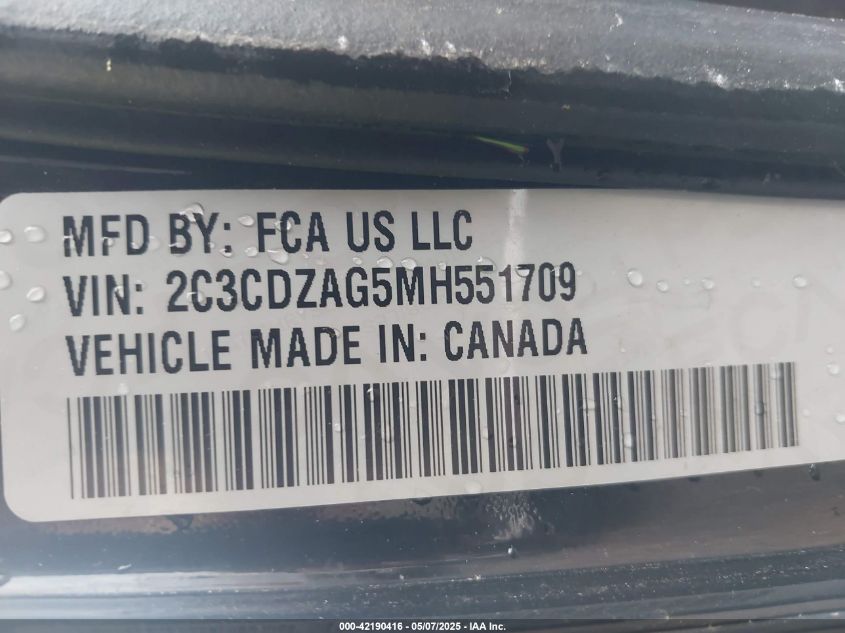 MFD BY: FCA US LLC
VIN: 2C3CDZAG5MH551709
VEHICLE MADE IN: CANADA
000-42190416 - 05/07/2025 - IAA Inc.